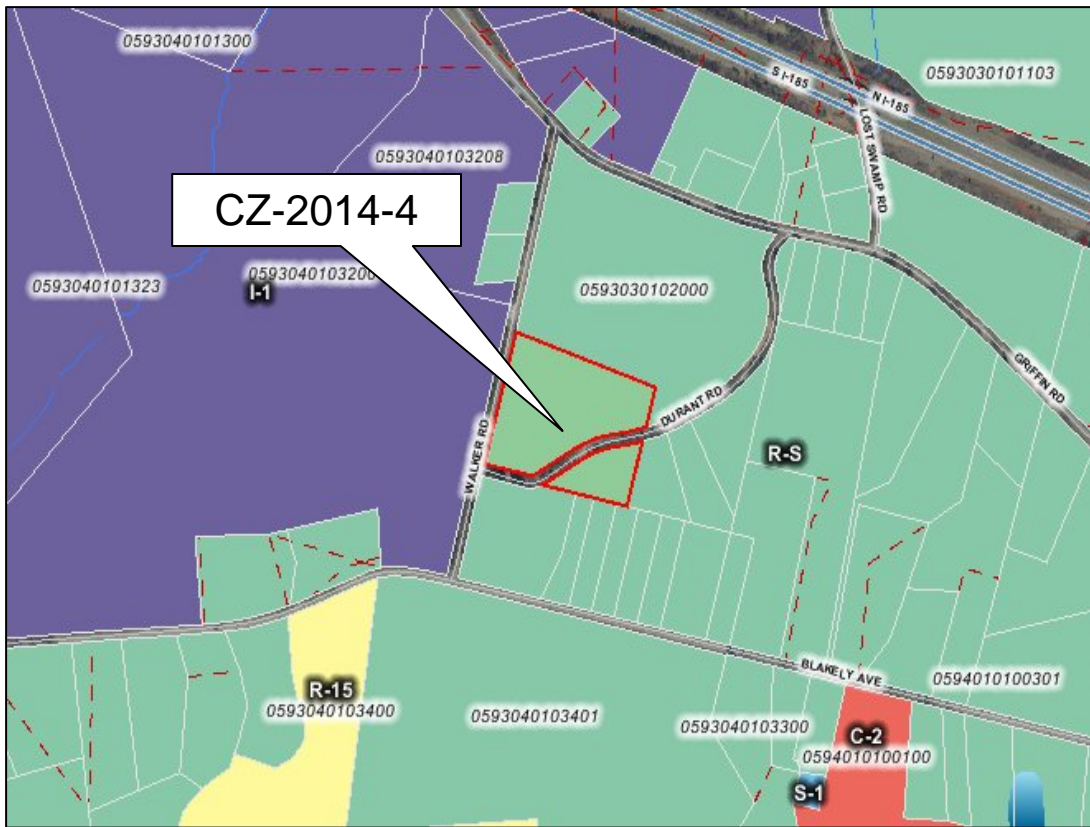 0593040101300
S I-185
N I-185
0593030101103
LOST SWAMP RD
0593040103208
CZ-2014-4
0593040101323
0593040103200
I-1
0593030102000
GRIFFIN RD
DURANT RD
WALKER RD
R-S
BLAKELY AVE
0594010100301
R-15
0593040103400
0593040103401
0593040103300
C-2
0594010100100
S-1